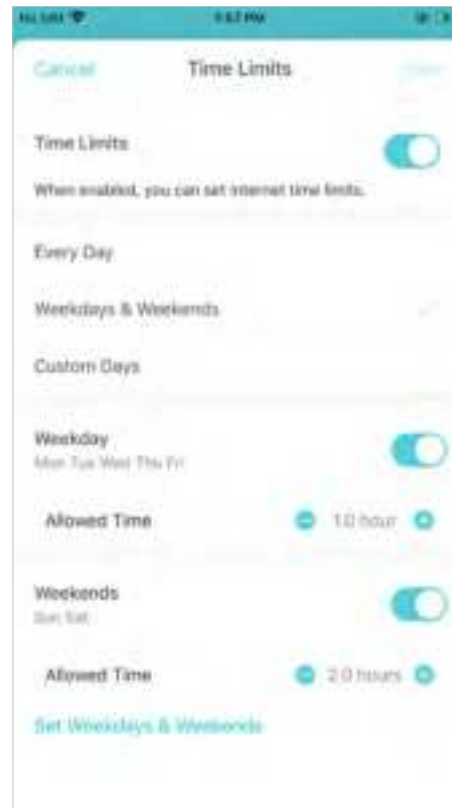 No SIM
Cancel Time Limits
Time Limits
When enabled, you can set internet time limits.
Every Day
Weekdays & Weekends
Custom Days
Weekday
Mon Tue Wed Thu Fri
Allowed Time 1.0 hour
Weekends
Sun Sat
Allowed Time 2.0 hours
Set Weekdays & Weekends